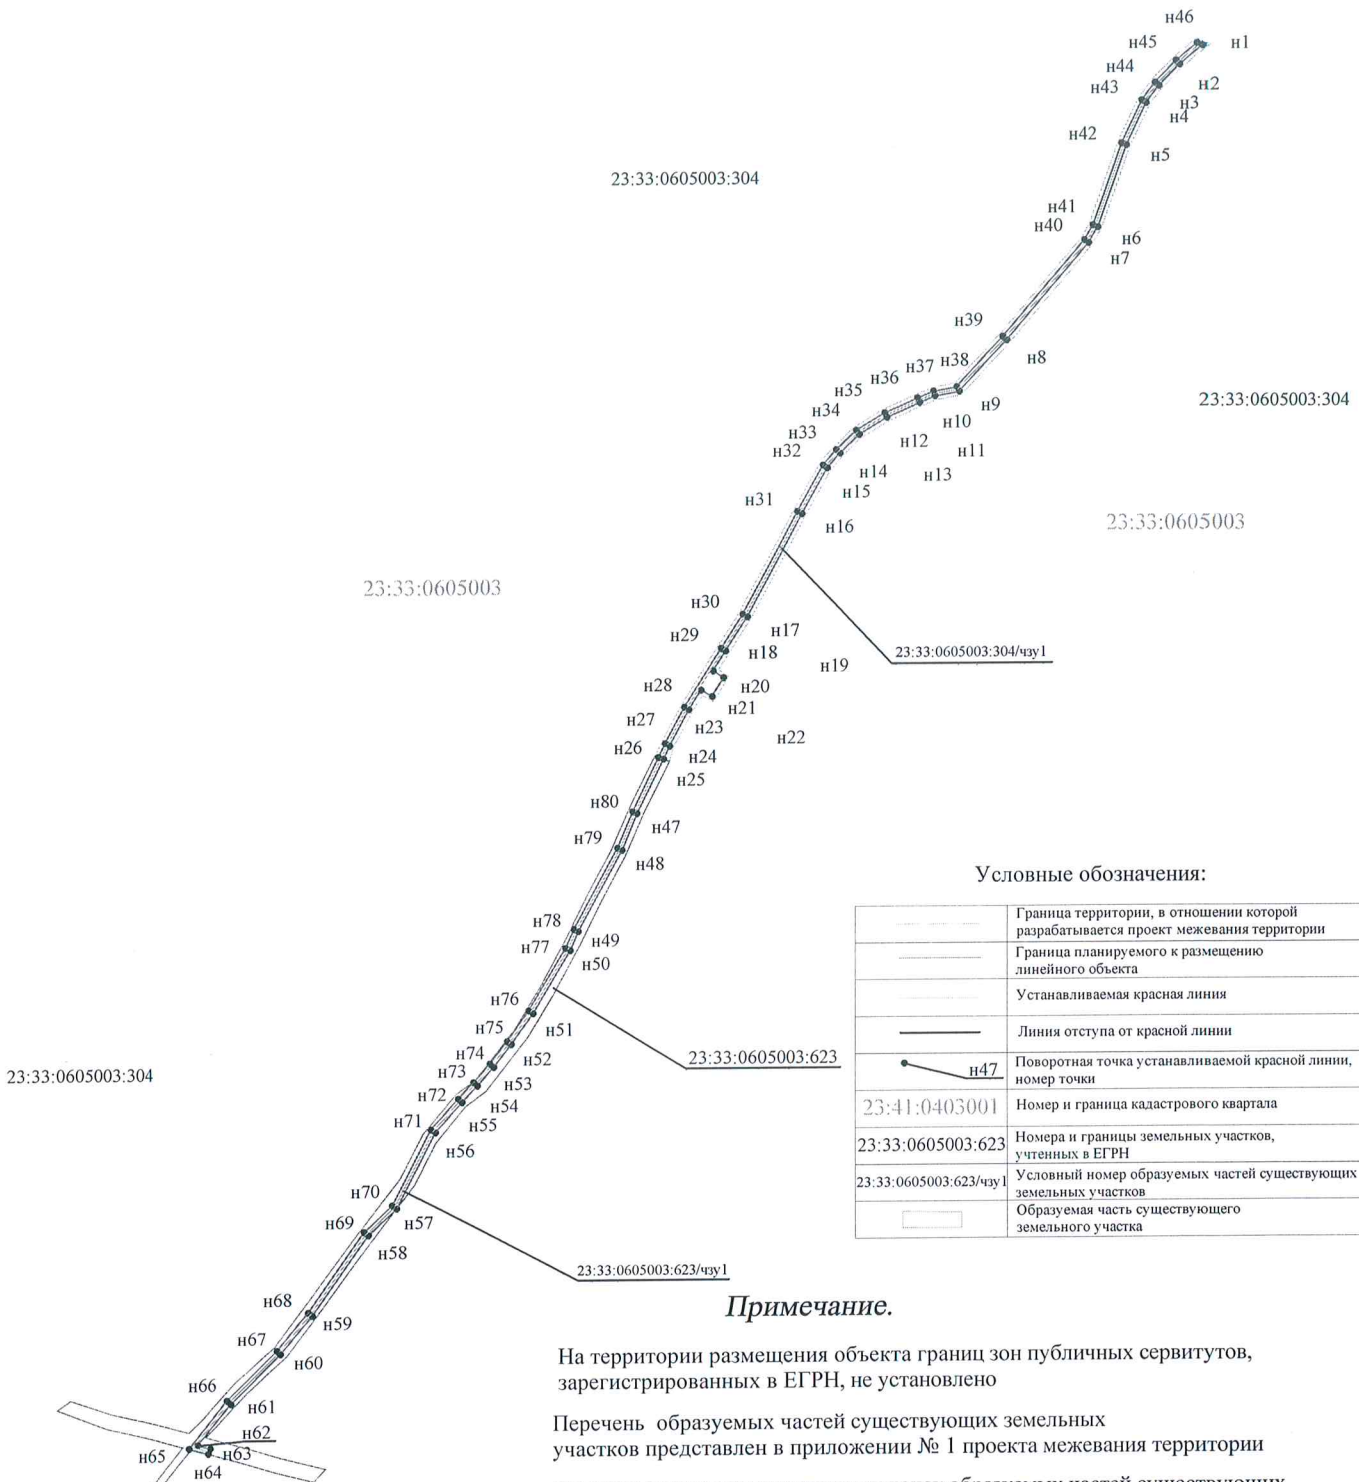 н46
н45
н1
н44
н2
н43
н3
н4
н42
н5
23:33:0605003:304
н41
н40
н6
н7
н39
н8
н38
н37
н36
н35
23:33:0605003:304
н9
н34
н10
н33
н12
н11
н32
н14
н13
н15
н31
н16
23:33:0605003
23:33:0605003
н30
н17
н29
н18
23:33:0605003:304/чзу1
н19
н28
н20
н21
н27
н23
н22
н26
н24
н25
н80
н47
н79
н48
Условные обозначения:
Граница территории, в отношении которой
разрабатывается проект межевания территории
н78
н49
н77
н50
Граница планируемого к размещению
линейного объекта
Устанавливаемая красная линия
н76
н51
Линия отступа от красной линии
н75
н52
23:33:0605003:623
н74
н53
н47
Поворотная точка устанавливаемой красной линии,
номер точки
23:33:0605003:304
н73
н72
н54
23:41:0403001
Номер и граница кадастрового квартала
н71
н55
н56
23:33:0605003:623
Номера и границы земельных участков,
учтенных в ЕГРН
23:33:0605003:623/чзу1
Условный номер образуемых частей существующих
земельных участков
н70
н57
Образуемая часть существующего
земельного участка
н69
н58
23:33:0605003:623/чзу1
н68
н59
Примечание.
н67
н60
На территории размещения объекта границ зон публичных сервитутов,
зарегистрированных в ЕГРН, не установлено
н66
н61
н62
Перечень образуемых частей существующих земельных
участков представлен в приложении № 1 проекта межевания территории
н65
н63
н64
образуемых частей существующих